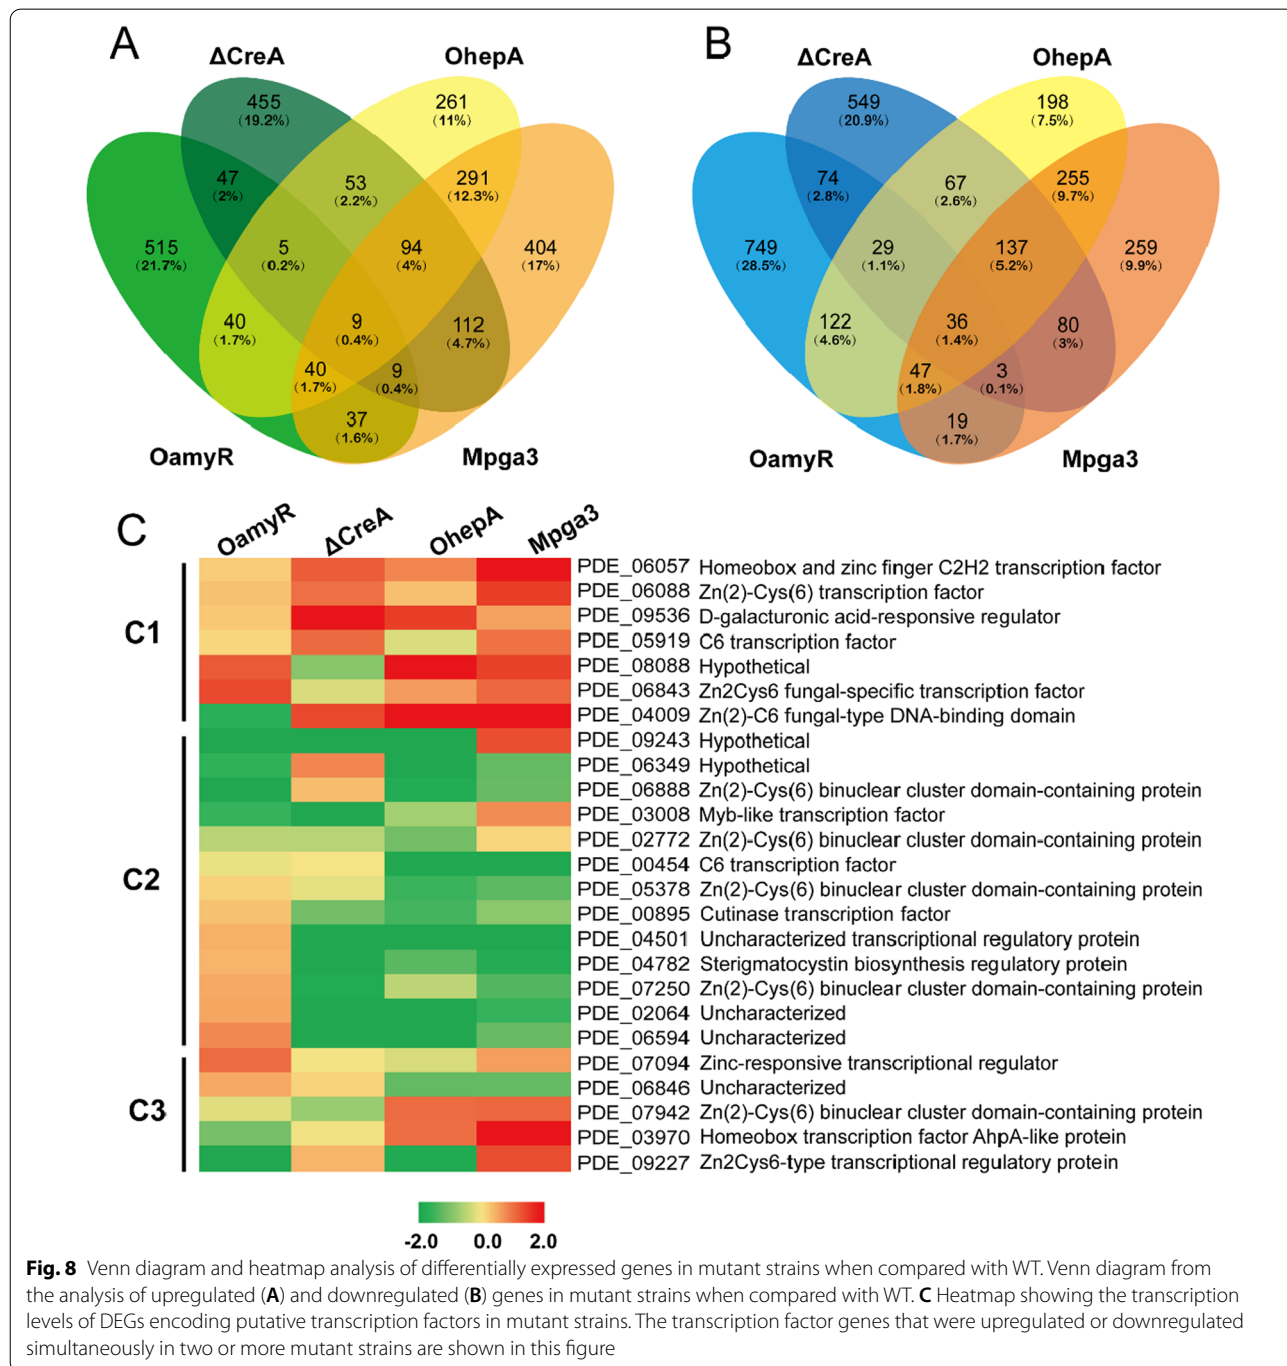 A
ΔCreA
OhepA
455
(19.2%)
261
(11%)
47
(2%)
53
(2.2%)
291
(12.3%)
515
(21.7%)
5
(0.2%)
94
(4%)
404
(17%)
40
(1.7%)
9
(0.4%)
112
(4.7%)
40
(1.7%)
9
(0.4%)
37
(1.6%)
OamyR
Mpga3
B
ΔCreA
OhepA
549
(20.9%)
198
(7.5%)
74
(2.8%)
67
(2.6%)
255
(9.7%)
749
(28.5%)
29
(1.1%)
137
(5.2%)
259
(9.9%)
122
(4.6%)
36
(1.4%)
80
(3%)
47
(1.8%)
3
(0.1%)
19
(1.7%)
OamyR
Mpga3
C
OamyR ΔCreA OhepA Mpga3
C1
PDE_06057 Homeobox and zinc finger C2H2 transcription factor
PDE_06088 Zn(2)-Cys(6) transcription factor
PDE_09536 D-galacturonic acid-responsive regulator
PDE_05919 C6 transcription factor
PDE_08088 Hypothetical
PDE_06843 Zn2Cys6 fungal-specific transcription factor
PDE_04009 Zn(2)-C6 fungal-type DNA-binding domain
C2
PDE_09243 Hypothetical
PDE_06349 Hypothetical
PDE_06888 Zn(2)-Cys(6) binuclear cluster domain-containing protein
PDE_03008 Myb-like transcription factor
PDE_02772 Zn(2)-Cys(6) binuclear cluster domain-containing protein
PDE_00454 C6 transcription factor
PDE_05378 Zn(2)-Cys(6) binuclear cluster domain-containing protein
PDE_00895 Cutinase transcription factor
PDE_04501 Uncharacterized transcriptional regulatory protein
PDE_04782 Sterigmatocystin biosynthesis regulatory protein
PDE_07250 Zn(2)-Cys(6) binuclear cluster domain-containing protein
PDE_02064 Uncharacterized
PDE_06594 Uncharacterized
C3
PDE_07094 Zinc-responsive transcriptional regulator
PDE_06846 Uncharacterized
PDE_07942 Zn(2)-Cys(6) binuclear cluster domain-containing protein
PDE_03970 Homeobox transcription factor AhpA-like protein
PDE_09227 Zn2Cys6-type transcriptional regulatory protein
-2.0 0.0 2.0
Fig. 8 Venn diagram and heatmap analysis of differentially expressed genes in mutant strains when compared with WT. Venn diagram from
the analysis of upregulated (A) and downregulated (B) genes in mutant strains when compared with WT. C Heatmap showing the transcription
levels of DEGs encoding putative transcription factors in mutant strains. The transcription factor genes that were upregulated or downregulated
simultaneously in two or more mutant strains are shown in this figure